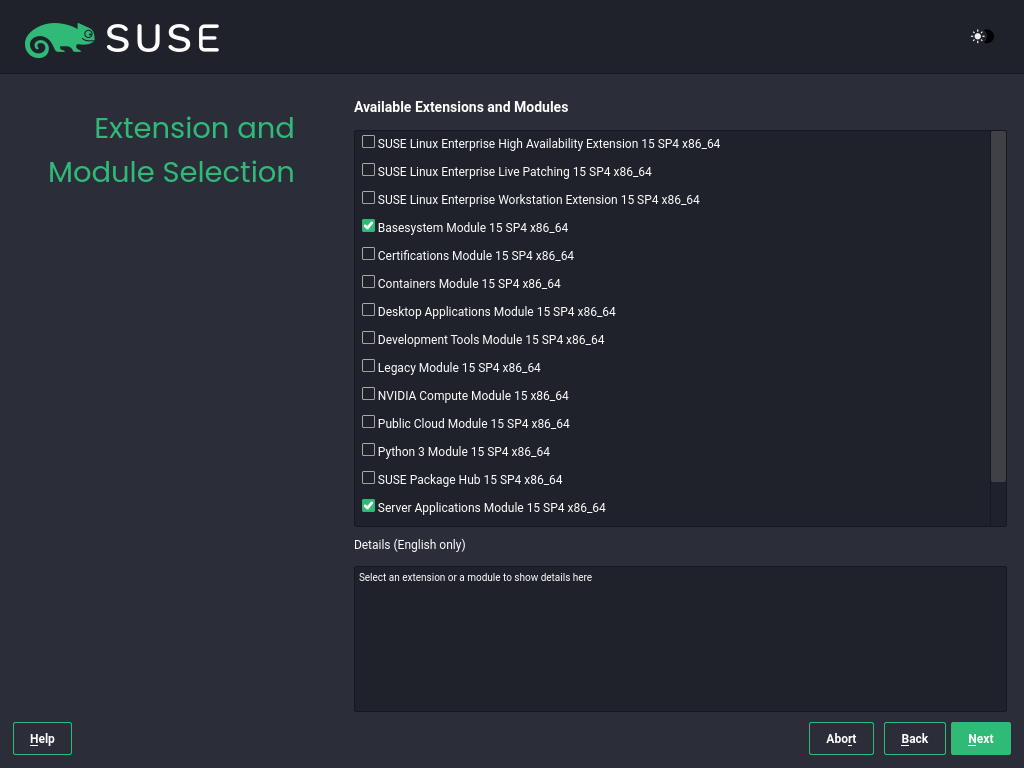 SUSE
Extension and
Module Selection
Available Extensions and Modules
SUSE Linux Enterprise High Availability Extension 15 SP4 x86_64
SUSE Linux Enterprise Live Patching 15 SP4 x86_64
SUSE Linux Enterprise Workstation Extension 15 SP4 x86_64
Basesystem Module 15 SP4 x86_64
Certifications Module 15 SP4 x86_64
Containers Module 15 SP4 x86_64
Desktop Applications Module 15 SP4 x86_64
Development Tools Module 15 SP4 x86_64
Legacy Module 15 SP4 x86_64
NVIDIA Compute Module 15 x86_64
Public Cloud Module 15 SP4 x86_64
Python 3 Module 15 SP4 x86_64
SUSE Package Hub 15 SP4 x86_64
Server Applications Module 15 SP4 x86_64
Details (English only)
Select an extension or a module to show details here
Help
Abort
Back
Next